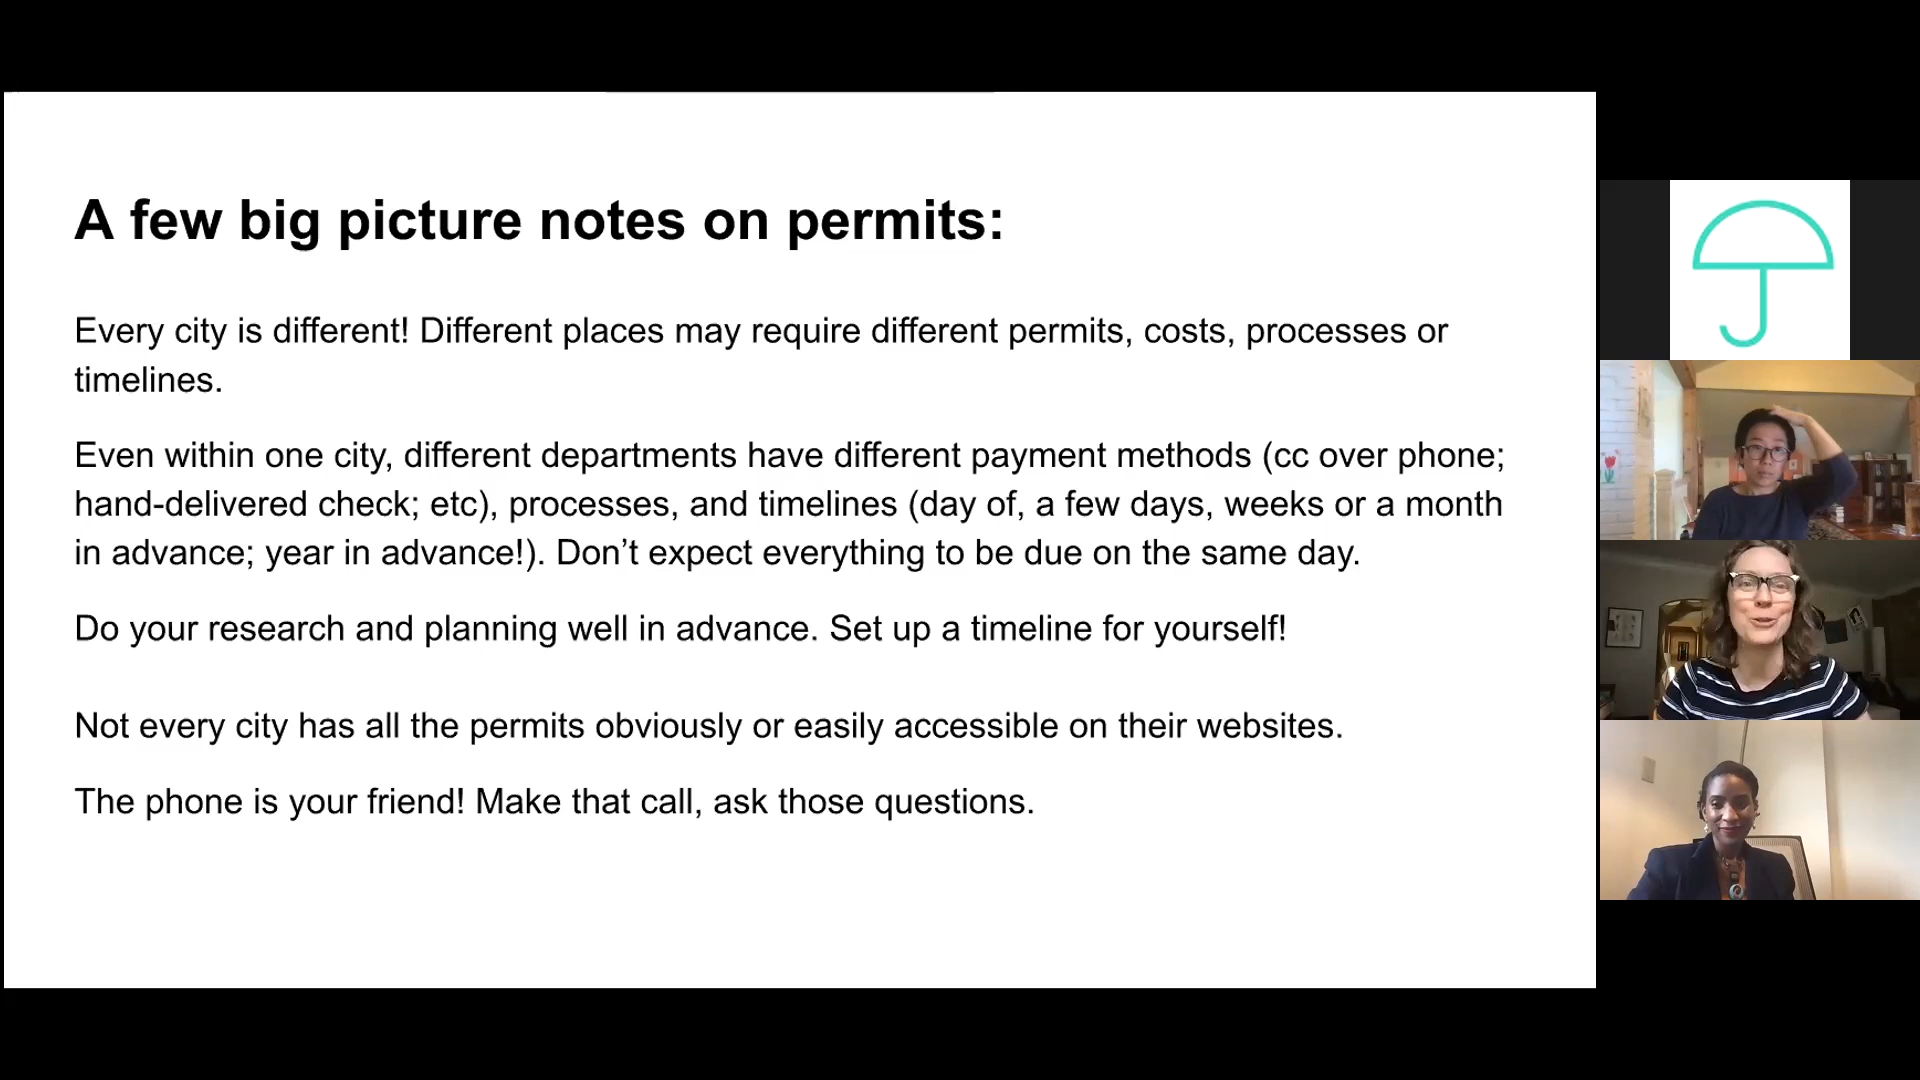 A few big picture notes on permits:
Every city is different! Different places may require different permits, costs, processes or
timelines.
Even within one city, different departments have different payment methods (cc over phone;
hand-delivered check; etc), processes, and timelines (day of, a few days, weeks or a month
in advance; year in advance!). Don’t expect everything to be due on the same day.
Do your research and planning well in advance. Set up a timeline for yourself!
Not every city has all the permits obviously or easily accessible on their websites.
The phone is your friend! Make that call, ask those questions.